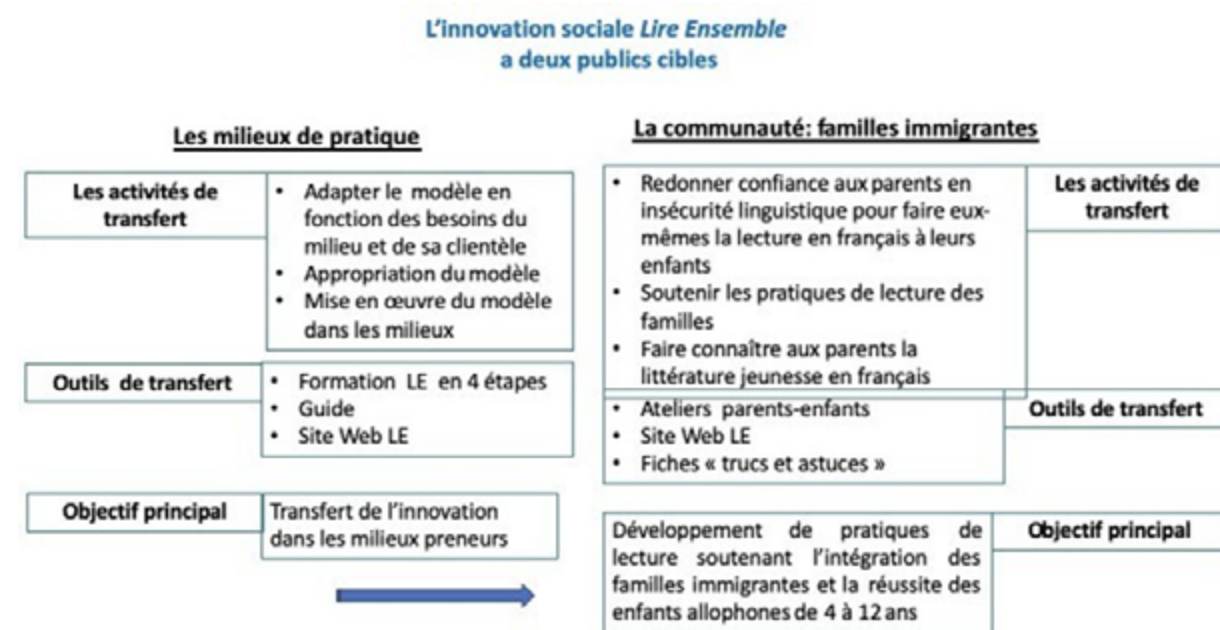 L'innovation sociale Lire Ensemble
a deux publics cibles
Les milieux de pratique
Les activités de
transfert
• Adapter le modèle en
fonction des besoins du
milieu et de sa clientèle
• Appropriation du modèle
• Mise en œuvre du modèle
dans les milieux
Outils de transfert
• Formation LE en 4 étapes
• Guide
• Site Web LE
Objectif principal
Transfert de l'innovation
dans les milieux preneurs
La communauté: familles immigrantes
• Redonner confiance aux parents en
insécurité linguistique pour faire eux-
mêmes la lecture en français à leurs
enfants
• Soutenir les pratiques de lecture des
familles
• Faire connaître aux parents la
littérature jeunesse en français
Les activités de
transfert
• Ateliers parents-enfants
• Site Web LE
• Fiches « trucs et astuces »
Outils de transfert
Développement de pratiques de
lecture soutenant l'intégration des
familles immigrantes et la réussite des
enfants allophones de 4 à 12 ans
Objectif principal